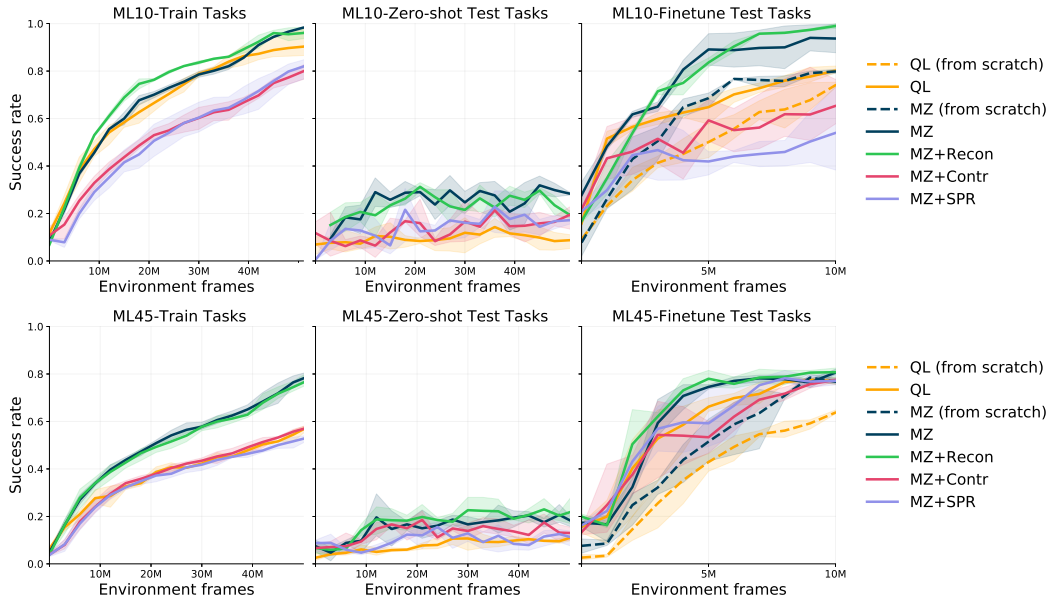 ML10-Train Tasks
ML10-Zero-shot Test Tasks
ML10-Finetune Test Tasks
Success rate
1.0
0.8
0.6
0.4
0.2
0.0
10M 20M 30M 40M
10M 20M 30M 40M
5M 10M
Environment frames
Environment frames
Environment frames
QL (from scratch)
QL
MZ (from scratch)
MZ
MZ+Recon
MZ+Contr
MZ+SPR
ML45-Train Tasks
ML45-Zero-shot Test Tasks
ML45-Finetune Test Tasks
Success rate
1.0
0.8
0.6
0.4
0.2
0.0
10M 20M 30M 40M
10M 20M 30M 40M
5M 10M
Environment frames
Environment frames
Environment frames
QL (from scratch)
QL
MZ (from scratch)
MZ
MZ+Recon
MZ+Contr
MZ+SPR